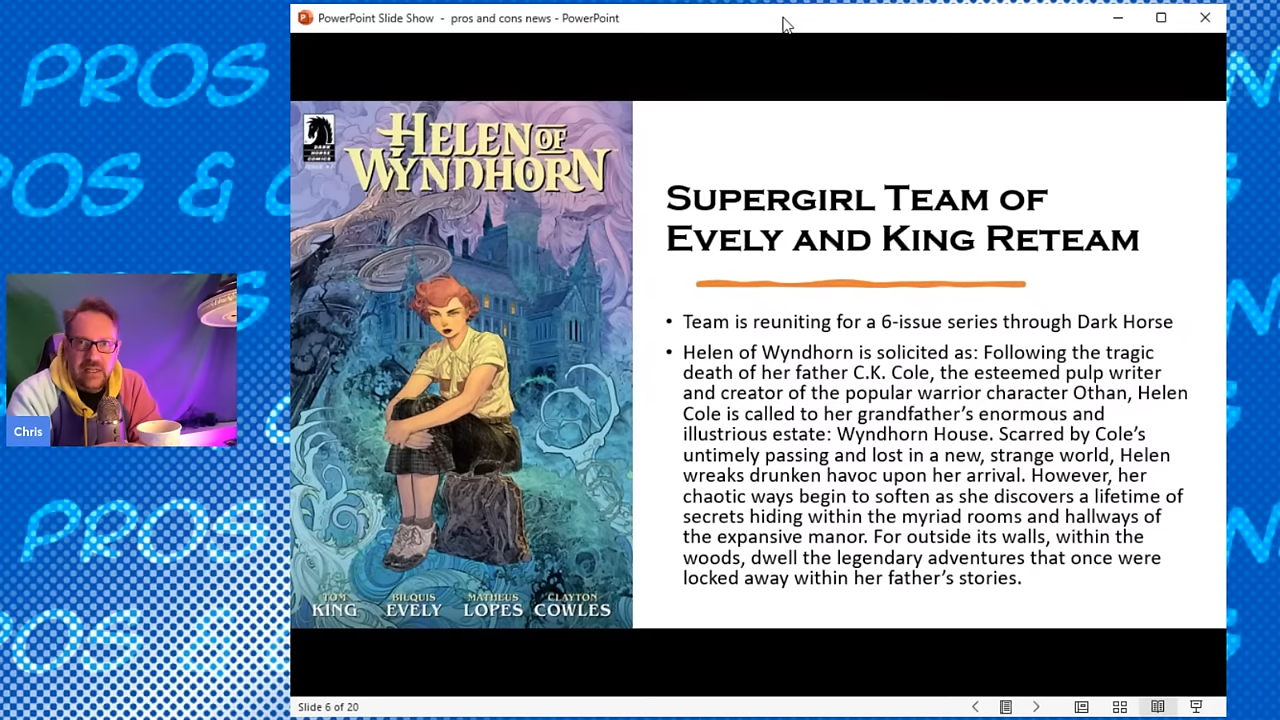 PowerPoint Slide Show - pros and cons news - PowerPoint
PROS
PROS &
PROS
PROS
Chris
DARK HORSE COMICS
HELEN OF
WYNDHORN
TOM KING
BILQUIS EVELY
MATHEUS LOPES
CLAYTON COWLES
SUPERGIRL TEAM OF
EVELY AND KING RETEAM
• Team is reuniting for a 6-issue series through Dark Horse
• Helen of Wyndhorn is solicited as: Following the tragic
death of her father C.K. Cole, the esteemed pulp writer
and creator of the popular warrior character Othan, Helen
Cole is called to her grandfather’s enormous and
illustrious estate: Wyndhorn House. Scarred by Cole’s
untimely passing and lost in a new, strange world, Helen
wreaks drunken havoc upon her arrival. However, her
chaotic ways begin to soften as she discovers a lifetime of
secrets hiding within the myriad rooms and hallways of
the expansive manor. For outside its walls, within the
woods, dwell the legendary adventures that once were
locked away within her father’s stories.
Slide 6 of 20